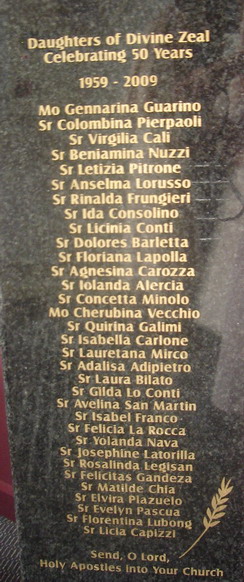 Daughters of Divine Zeal
Celebrating 50 Years
1959 - 2009
Mo Gennarina Guarino
Sr Colombina Pierpaoli
Sr Virgilia Calì
Sr Beniamina Nuzzi
Sr Letizia Pitrone
Sr Anselma Lorusso
Sr Rinalda Frungieri
Sr Ida Consolino
Sr Licinia Conti
Sr Dolores Barletta
Sr Floriana Lapolla
Sr Agnesina Carozza
Sr Iolanda Alercia
Sr Concetta Minolo
Mo Cherubina Vecchio
Sr Quirina Galimi
Sr Isabella Carlone
Sr Lauretana Mirco
Sr Adalisa Adipietro
Sr Laura Bilato
Sr Gilda Lo Conti
Sr Avelina San Martin
Sr Isabel Franco
Sr Felicia La Rocca
Sr Yolanda Nava
Sr Josephine Latorilla
Sr Rosalinda Legisan
Sr Felicitas Gandeza
Sr Matilde Chia
Sr Elvira Plazuelo
Sr Evelyn Pascua
Sr Florentina Lubong
Sr Licia Capizzi
Send, O Lord,
Holy Apostles into Your Church